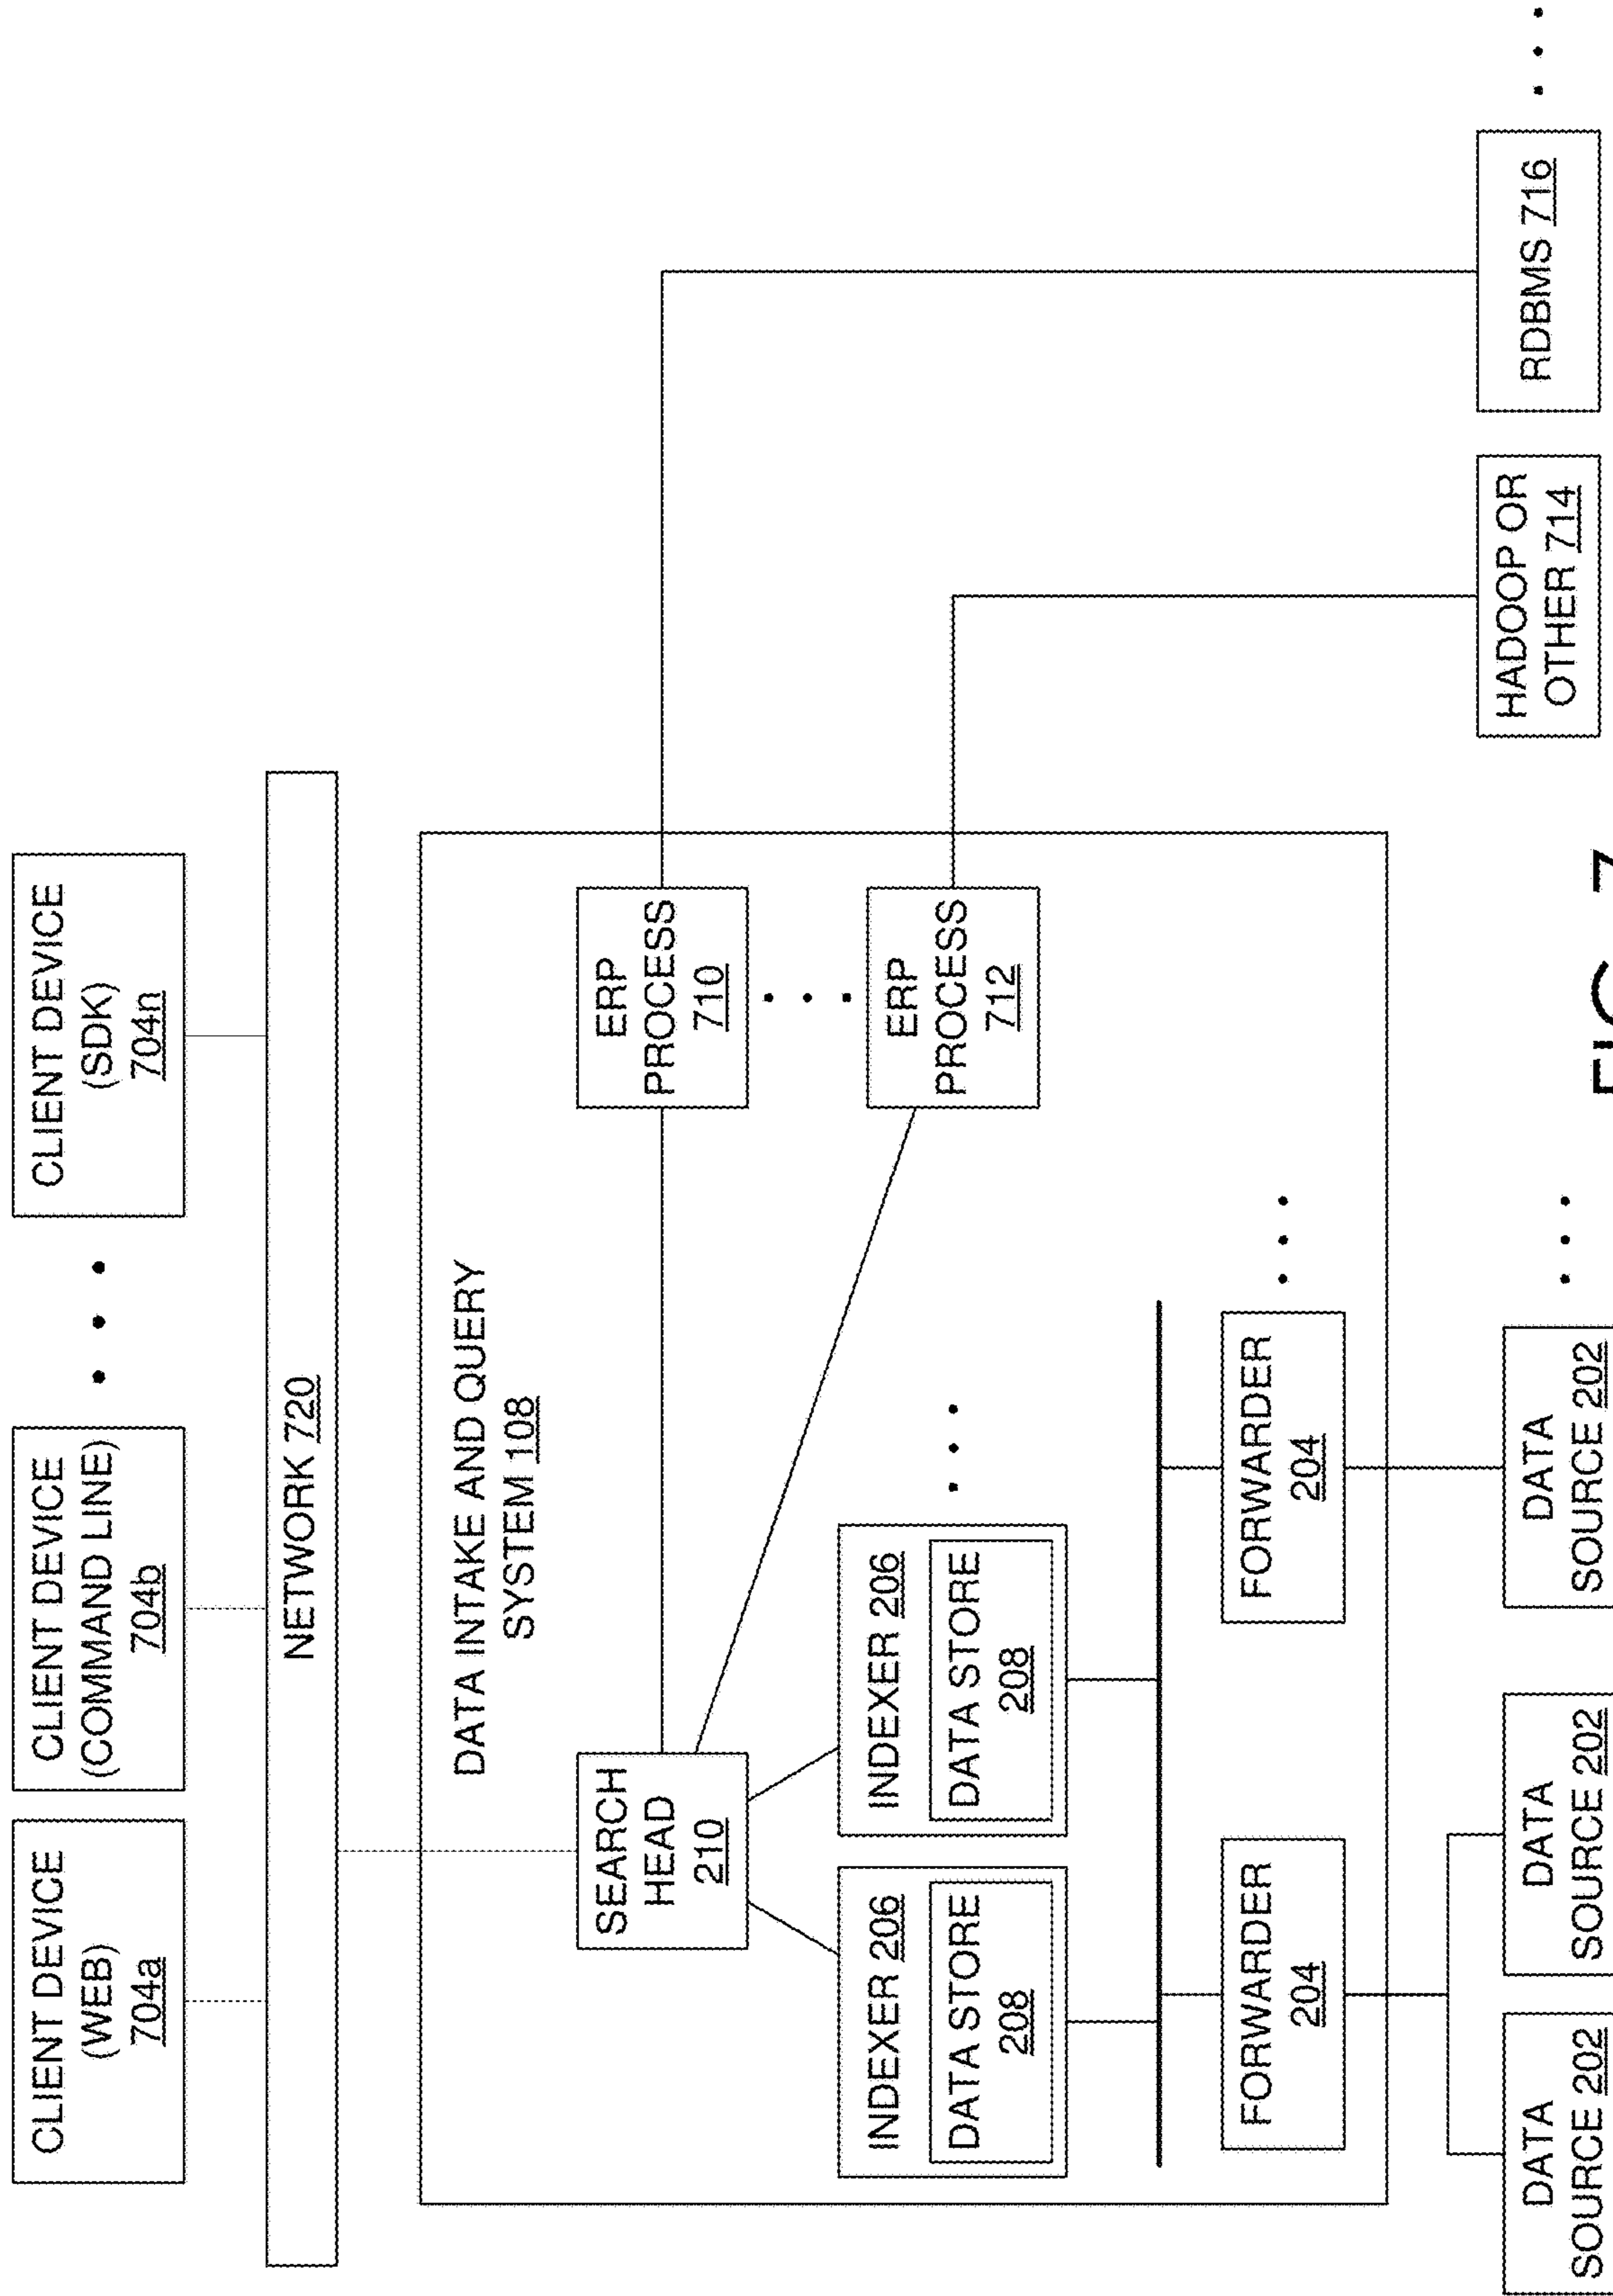 CLIENT DEVICE
(WEB)
704a
CLIENT DEVICE
(COMMAND LINE)
704b
CLIENT DEVICE
(SDK)
704n
NETWORK 720
DATA INTAKE AND QUERY
SYSTEM 108
SEARCH
HEAD
210
ERP
PROCESS
710
ERP
PROCESS
712
INDEXER 206
DATA STORE
208
INDEXER 206
DATA STORE
208
FORWARDER
204
FORWARDER
204
DATA
SOURCE 202
DATA
SOURCE 202
DATA
SOURCE 202
HADOOP OR
OTHER 714
RDBMS 716